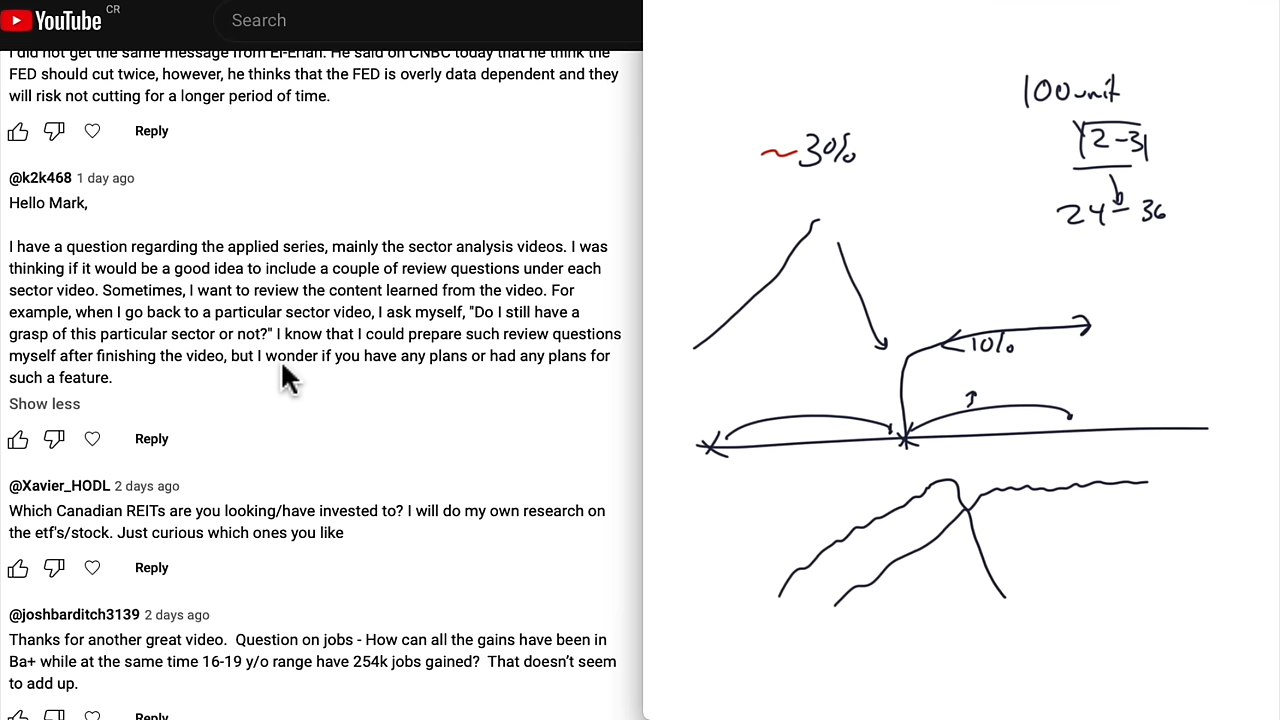 YouTube CR
Search
I did not get the same message from El-Erian. He said on CNBC today that he think the
FED should cut twice, however, he thinks that the FED is overly data dependent and they
will risk not cutting for a longer period of time.
Reply
@k2k468 1 day ago
Hello Mark,
I have a question regarding the applied series, mainly the sector analysis videos. I was
thinking if it would be a good idea to include a couple of review questions under each
sector video. Sometimes, I want to review the content learned from the video. For
example, when I go back to a particular sector video, I ask myself, "Do I still have a
grasp of this particular sector or not?" I know that I could prepare such review questions
myself after finishing the video, but I wonder if you have any plans or had any plans for
such a feature.
Show less
Reply
@Xavier_HODL 2 days ago
Which Canadian REITs are you looking/have invested to? I will do my own research on
the etf's/stock. Just curious which ones you like
Reply
@joshbarditch3139 2 days ago
Thanks for another great video.  Question on jobs - How can all the gains have been in
Ba+ while at the same time 16-19 y/o range have 254k jobs gained?  That doesn't seem
to add up.
Reply
100 unit
~30%
24 - 36
10%